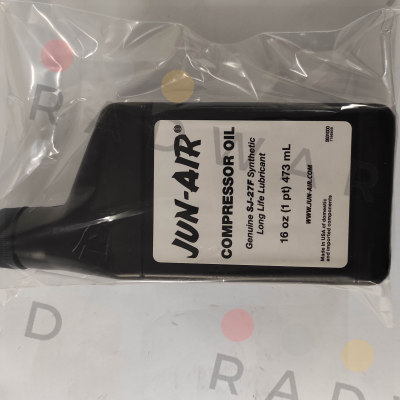 JUN-AIR®
COMPRESSOR OIL
Genuine SJ-27F Synthetic
Long Life Lubricant
16 oz (1 pt) 473 mL
WWW.JUN-AIR.COM
Made in USA of domestic
and imported components